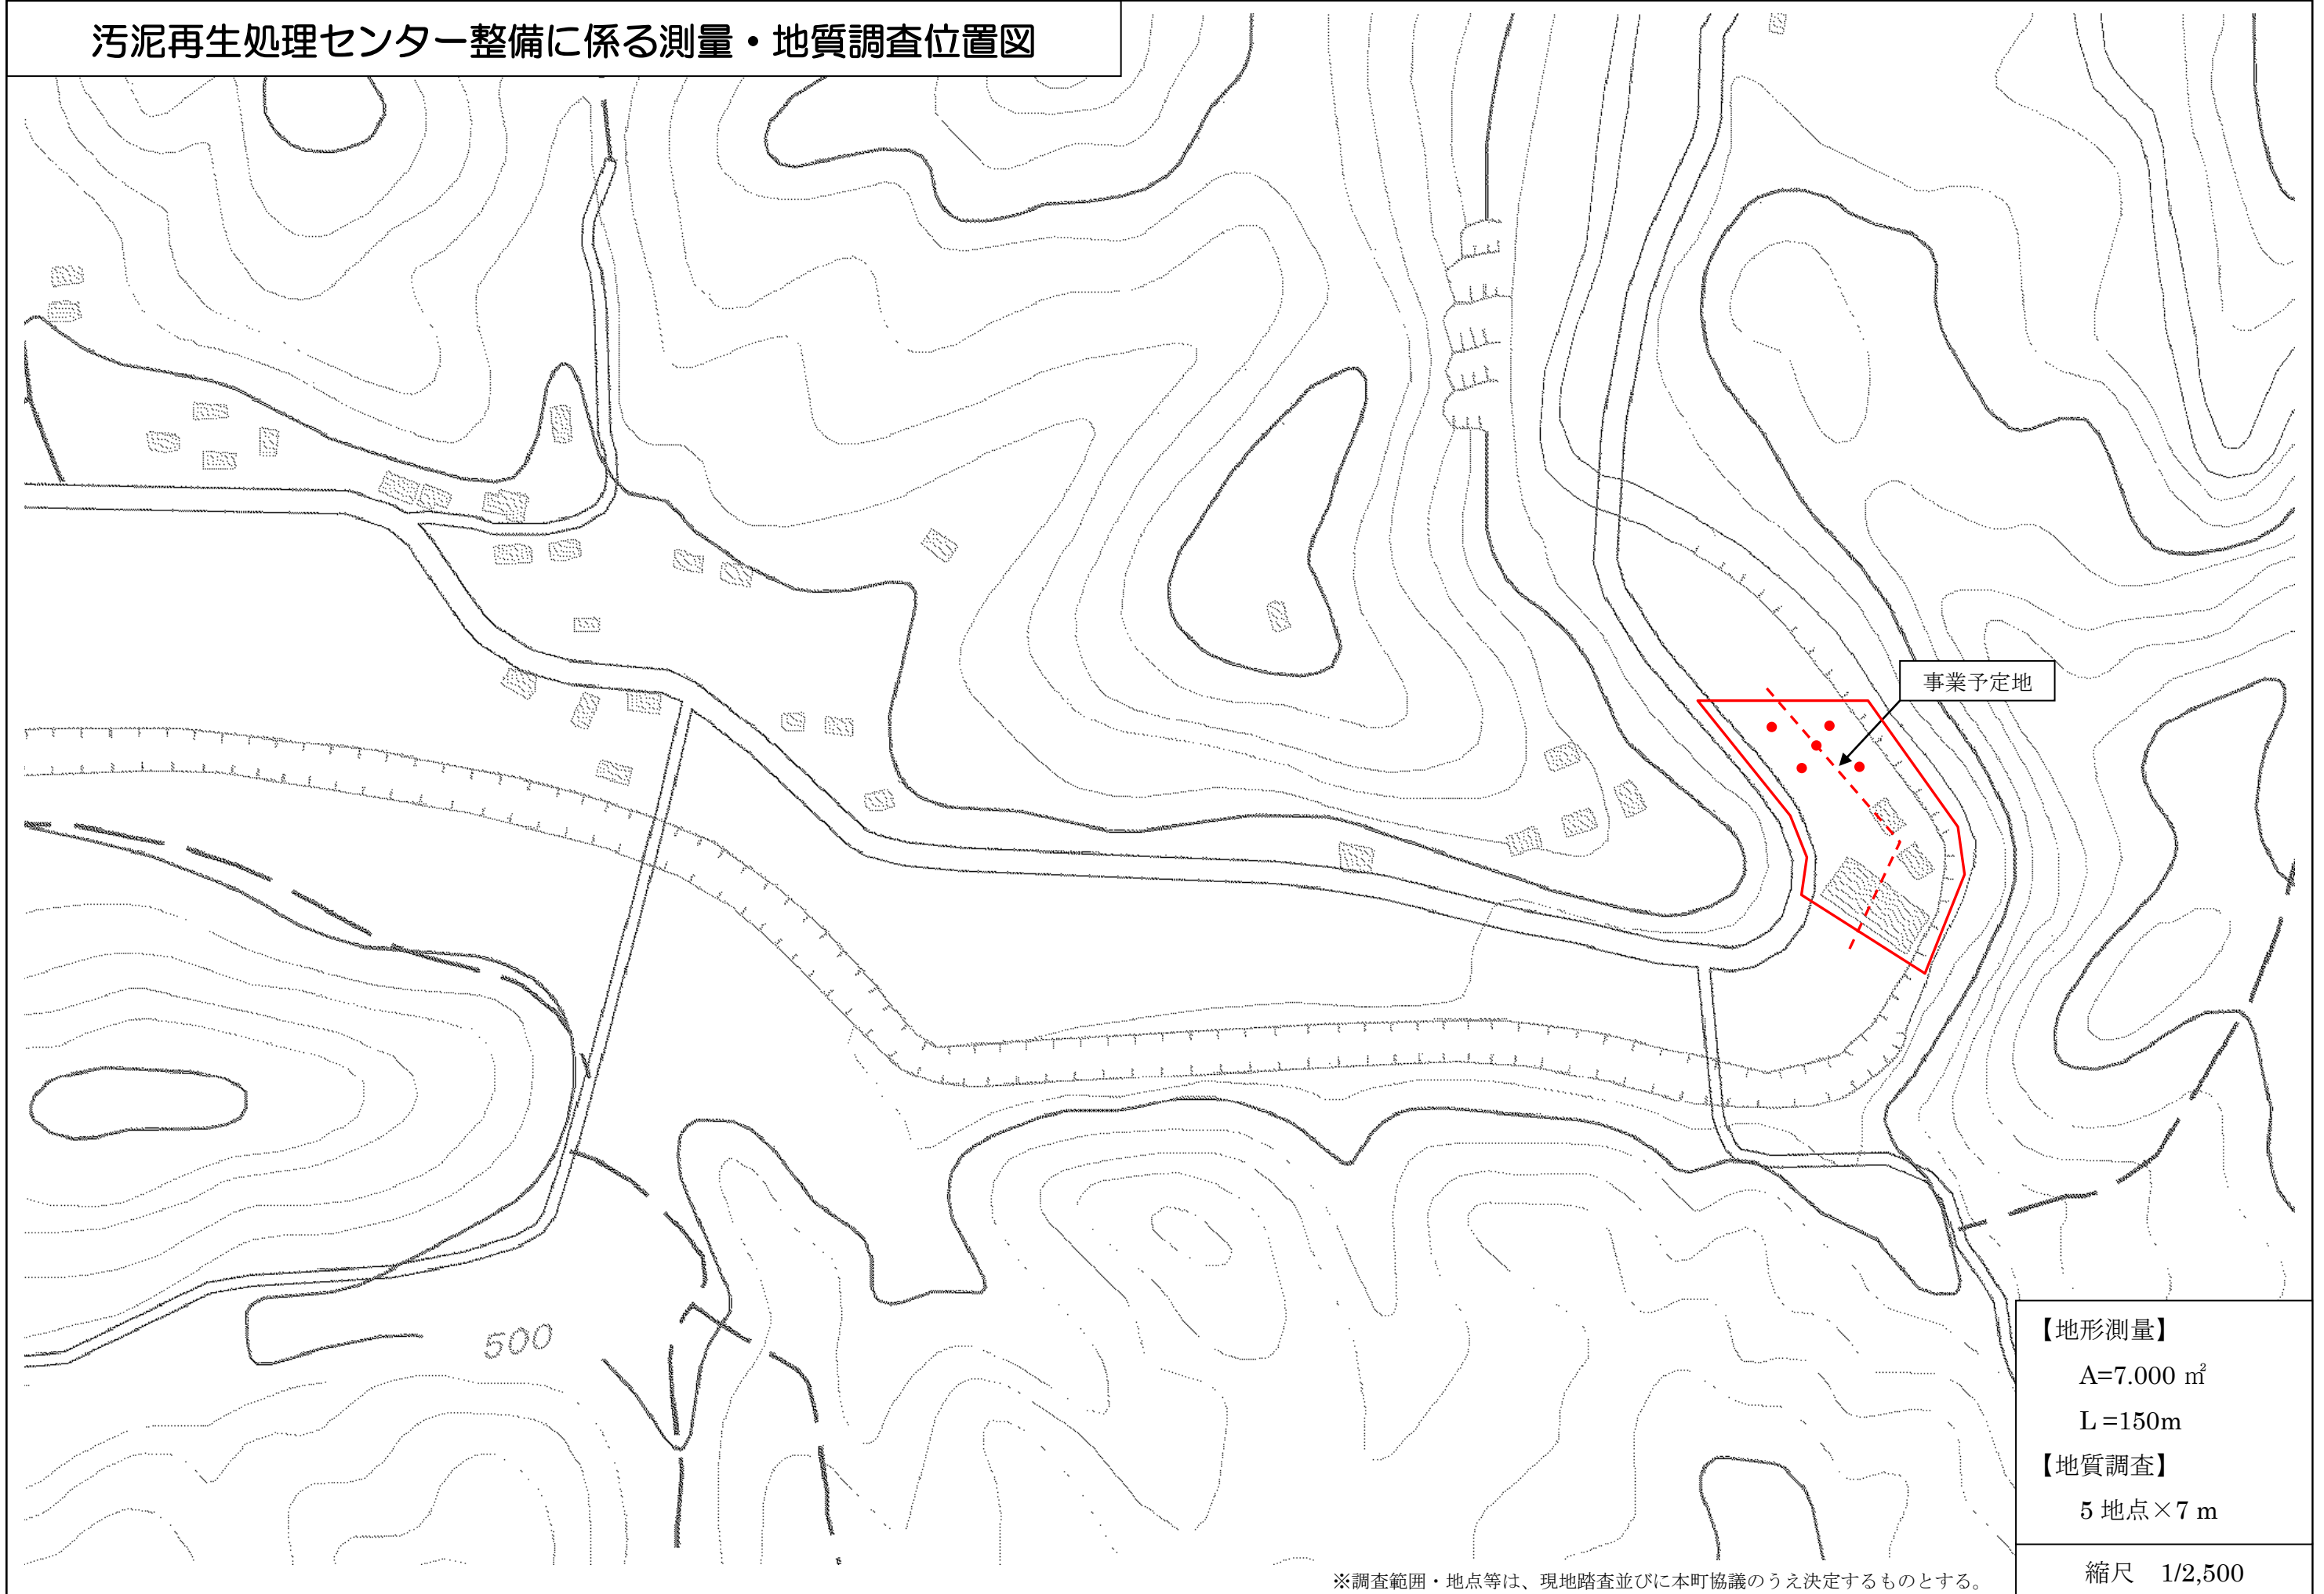 汚泥再生処理センター整備に係る測量・地質調査位置図
事業予定地
500
【地形測量】
A=7.000 ㎡
L=150m
【地質調査】
5 地点×7 m
縮尺 1/2,500
※調査範囲・地点等は、現地踏査並びに本町協議のうえ決定するものとする。